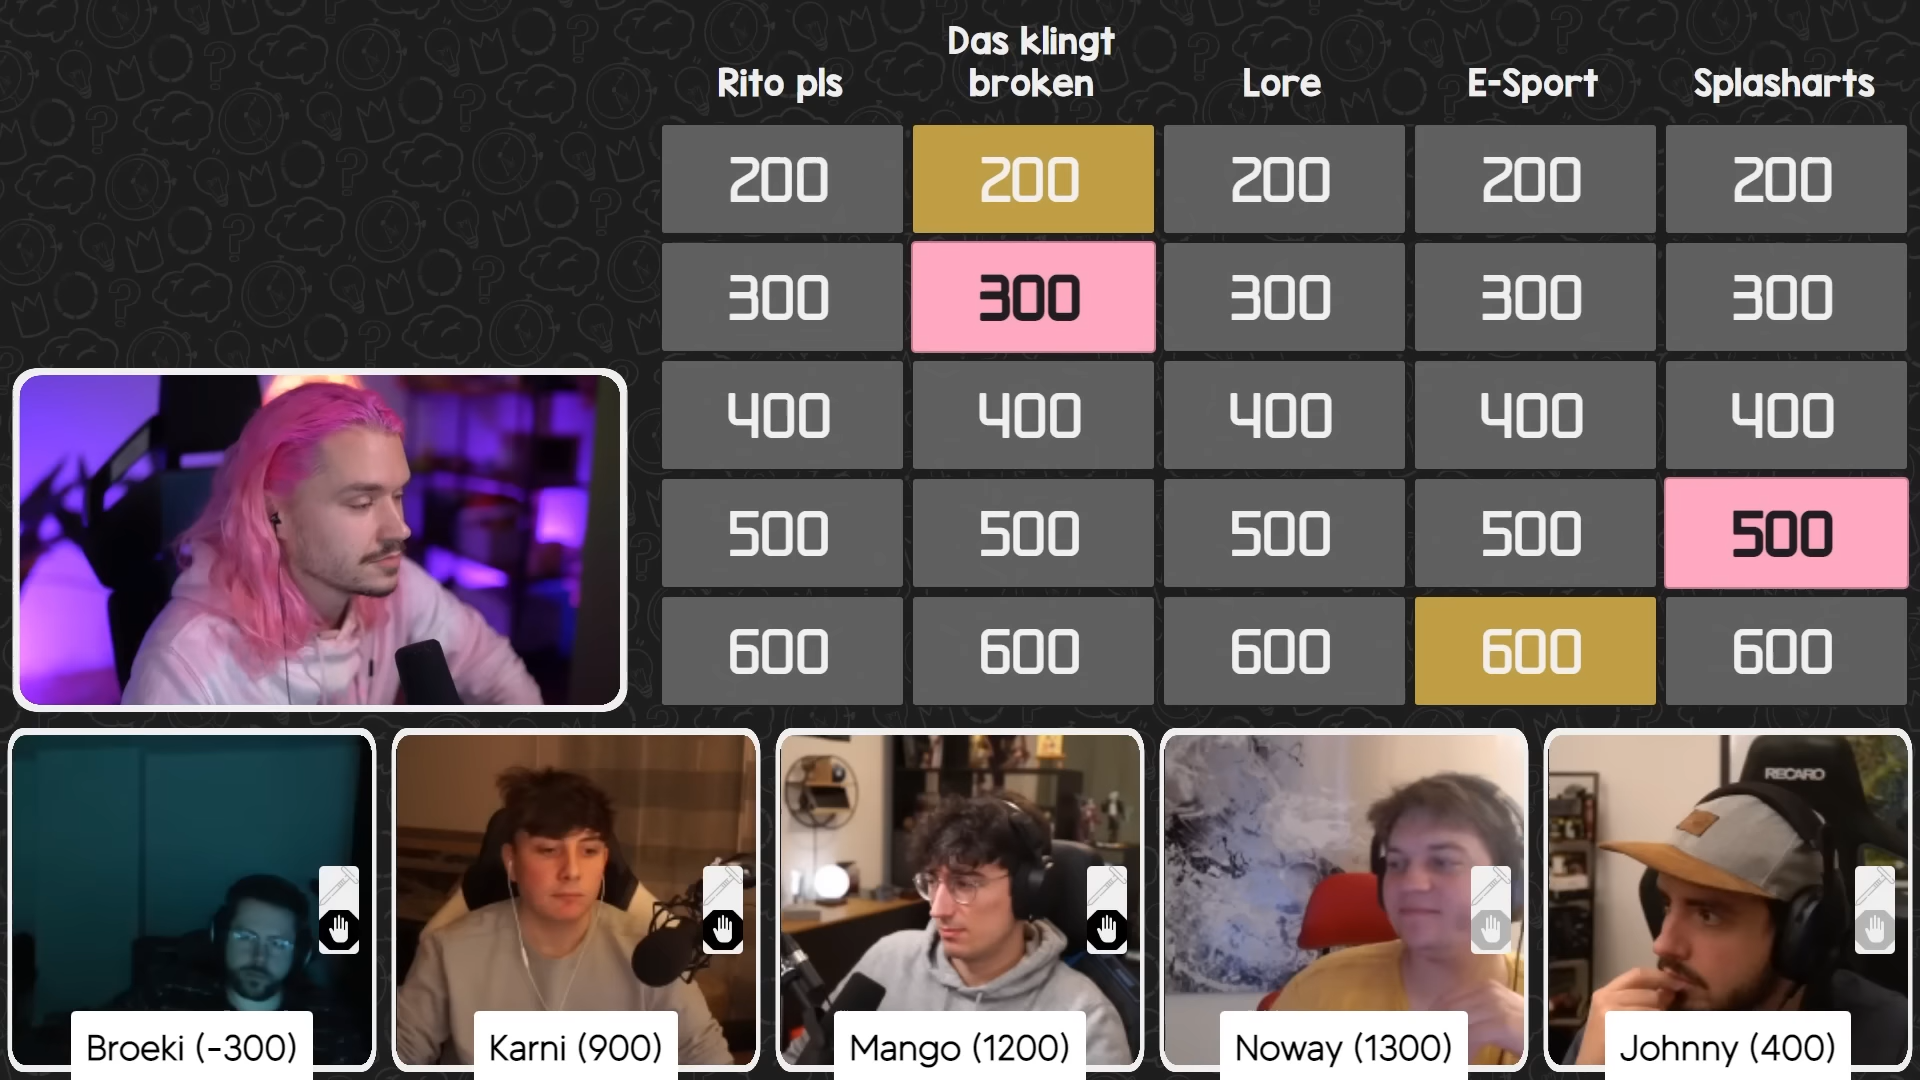 Das klingt
Rito pls broken Lore E-Sport Splasharts
200 200 200 200 200
300 300 300 300 300
400 400 400 400 400
500 500 500 500 500
600 600 600 600 600
RECARO
Broeki (-300) Karni (900) Mango (1200) Noway (1300) Johnny (400)